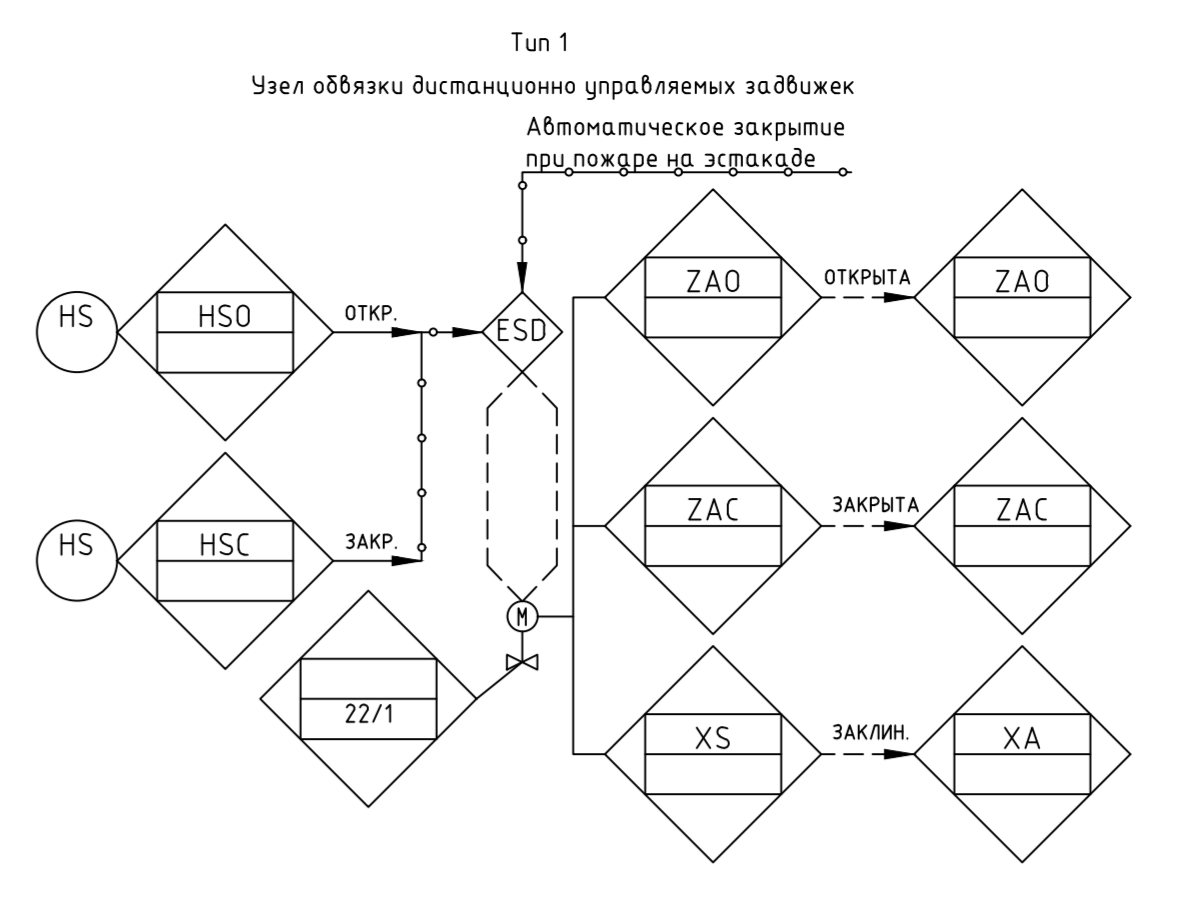 Тип 1
Узел обвязки дистанционно управляемых задвижек
Автоматическое закрытие
при пожаре на эстакаде
HS
HSO
ОТКР.
ESD
ZAO
ОТКРЫТА
ZAO
HS
HSC
ЗАКР.
ZAC
ЗАКРЫТА
ZAC
M
22/1
XS
ЗАКЛИН.
XA